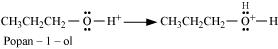 CH₃CH₂CH₂—Ö—H⁺ ⟶ CH₃CH₂CH₂—Ö⁺—H
H
Popan – 1 – ol